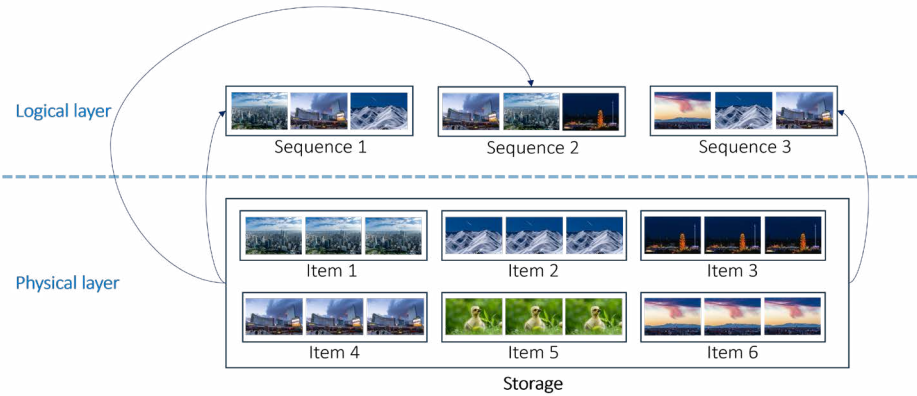 Logical layer
Sequence 1
Sequence 2
Sequence 3
Physical layer
Item 1
Item 2
Item 3
Item 4
Item 5
Item 6
Storage